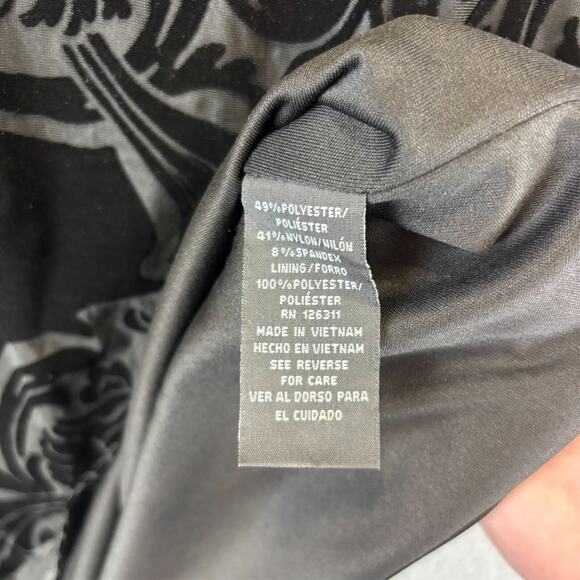 49%POLYESTER/
POLIÉSTER
41%NYLON/NILÓN
8%SPANDEX
LINING/FORRO
100%POLYESTER/
POLIÉSTER
RN 126311
MADE IN VIETNAM
HECHO EN VIETNAM
SEE REVERSE
FOR CARE
VER AL DORSO PARA
EL CUIDADO